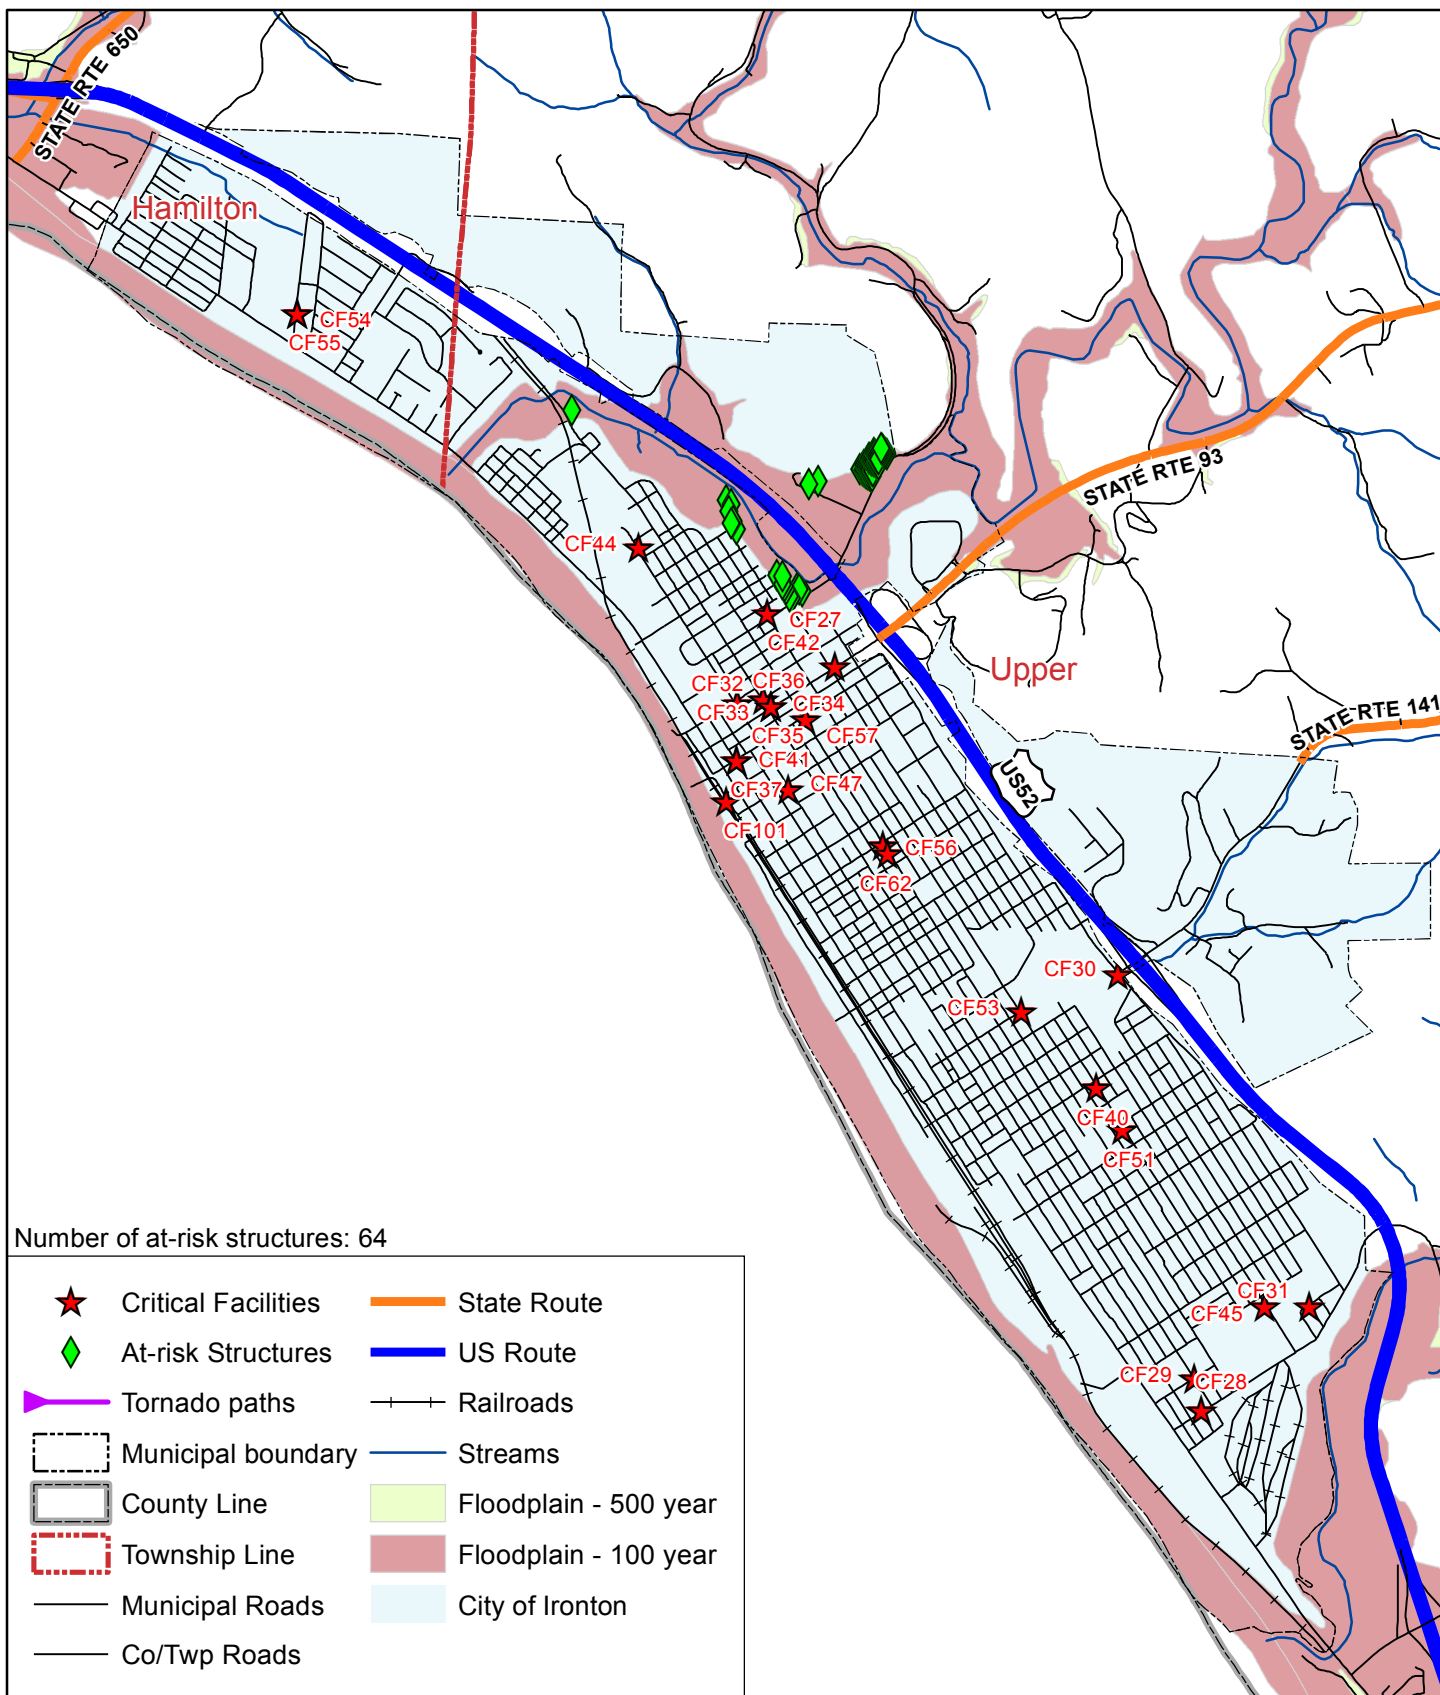 STATE RTE 650
Hamilton
CF54
CF55
STATE RTE 93
CF44
CF27
CF42
Upper
CF32
CF36
CF33
CF34
CF35
CF57
STATE RTE 141
CF41
CF37
CF47
US52
CF101
CF56
CF62
CF30
CF53
CF40
CF51
CF31
CF45
CF29
CF28
Number of at-risk structures: 64
Critical Facilities
State Route
At-risk Structures
US Route
Tornado paths
Railroads
Municipal boundary
Streams
County Line
Floodplain - 500 year
Township Line
Floodplain - 100 year
Municipal Roads
City of Ironton
Co/Twp Roads